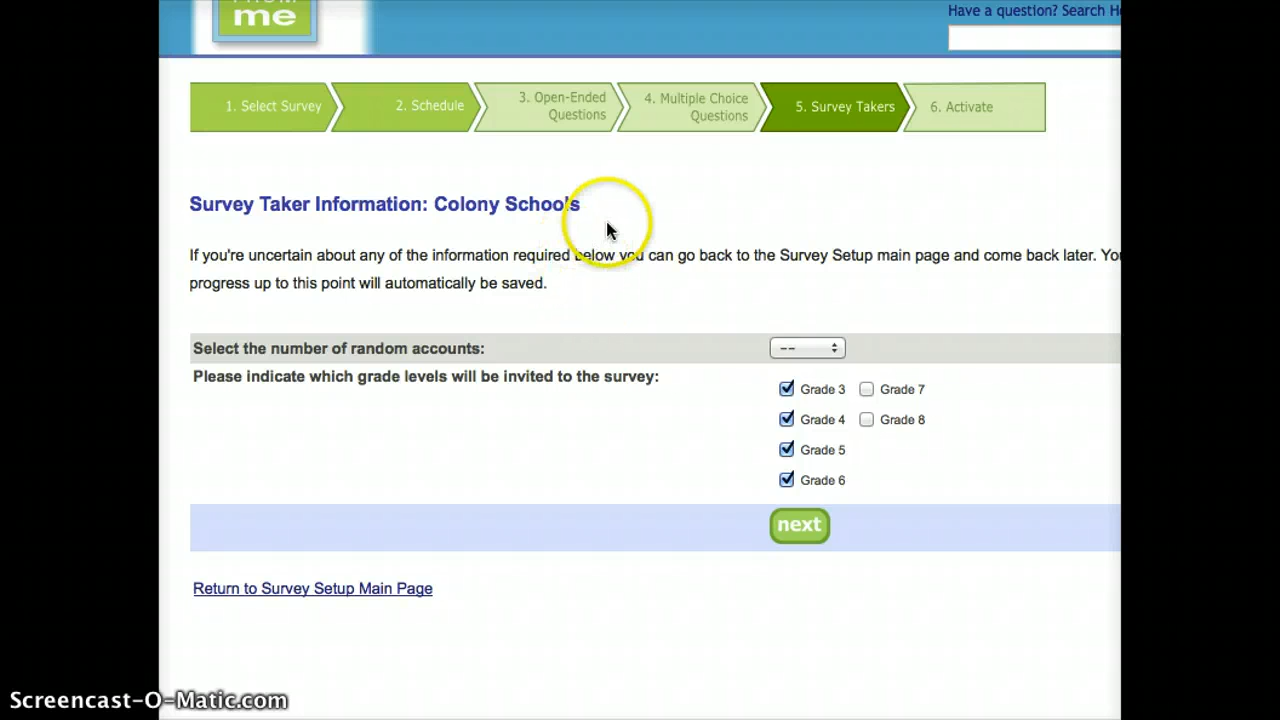 me
Have a question? Search
1. Select Survey
2. Schedule
3. Open-Ended
Questions
4. Multiple Choice
Questions
5. Survey Takers
6. Activate
Survey Taker Information: Colony Schools
If you're uncertain about any of the information required below you can go back to the Survey Setup main page and come back later.
progress up to this point will automatically be saved.
Select the number of random accounts:
--
Please indicate which grade levels will be invited to the survey:
Grade 3
Grade 7
Grade 4
Grade 8
Grade 5
Grade 6
next
Return to Survey Setup Main Page
Screencast-O-Matic.com